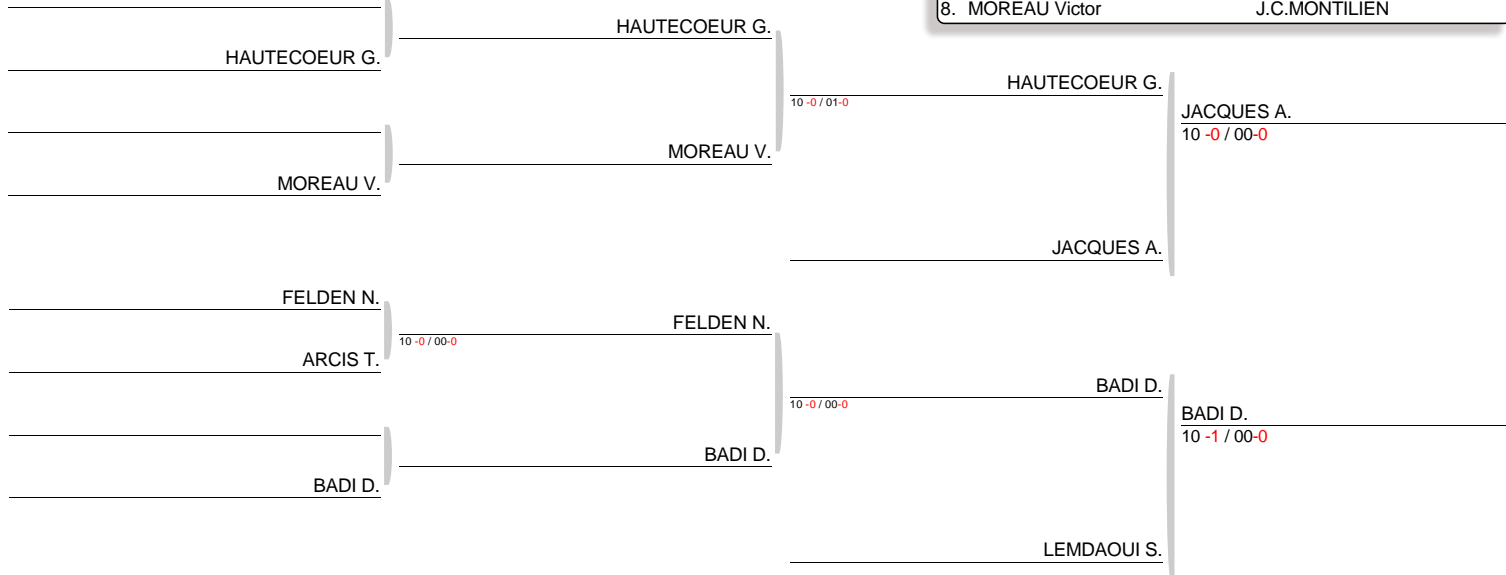 8. MOREAU Victor J.C.MONTILIEN
HAUTECOEUR G.
HAUTECOEUR G.
HAUTECOEUR G.
10 -0 / 01-0
JACQUES A.
10 -0 / 00-0
MOREAU V.
MOREAU V.
JACQUES A.
FELDEN N.
FELDEN N.
10 -0 / 00-0
ARCIS T.
BADI D.
10 -0 / 00-0
BADI D.
10 -1 / 00-0
BADI D.
BADI D.
LEMDAOUI S.